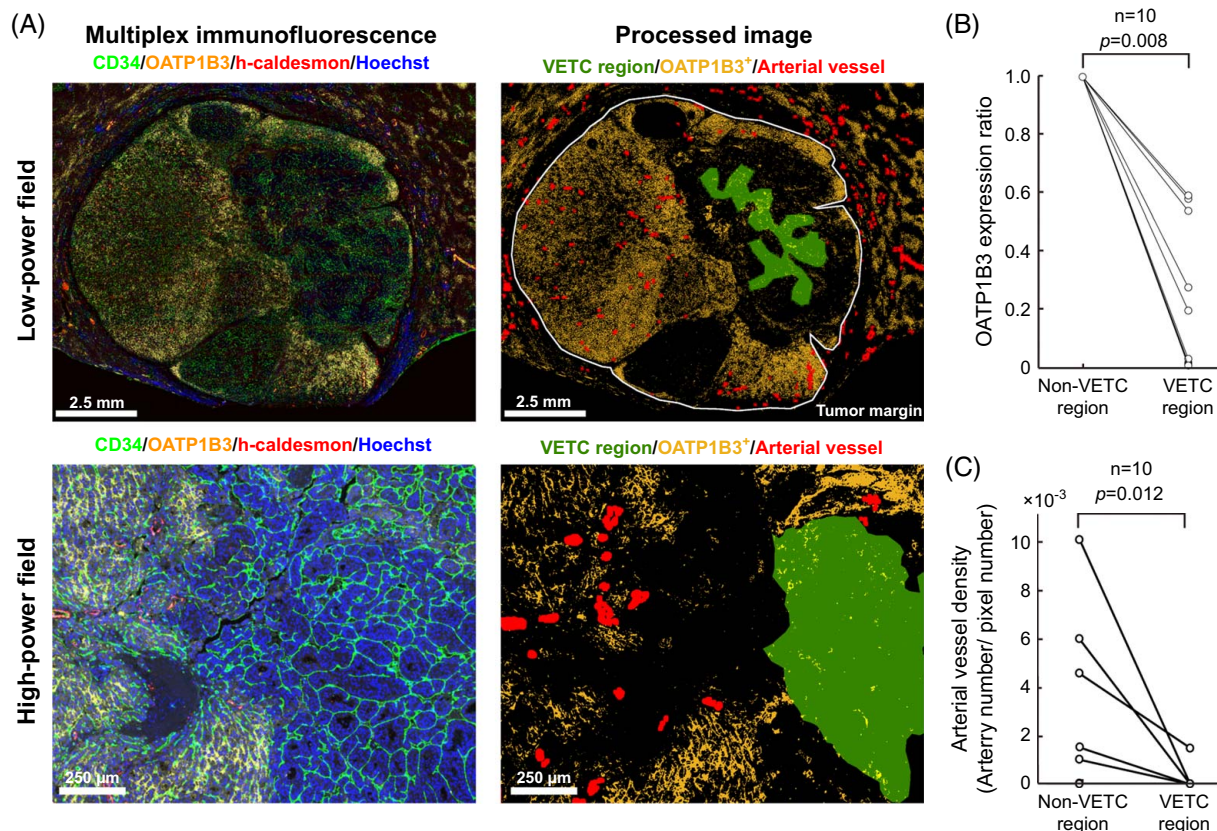 (A)
Multiplex immunofluorescence
CD34/OATP1B3/h-caldesmon/Hoechst
Processed image
VETC region/OATP1B3⁺/Arterial vessel
Low-power field
2.5 mm
2.5 mm
Tumor margin
CD34/OATP1B3/h-caldesmon/Hoechst
VETC region/OATP1B3⁺/Arterial vessel
High-power field
250 µm
250 µm
(B)
n=10
p=0.008
OATP1B3 expression ratio
1.0
0.8
0.6
0.4
0.2
0
Non-VETC region
VETC region
(C)
n=10
p=0.012
×10⁻³
Arterial vessel density
(Arterry number/ pixel number)
10
8
6
4
2
0
Non-VETC region
VETC region